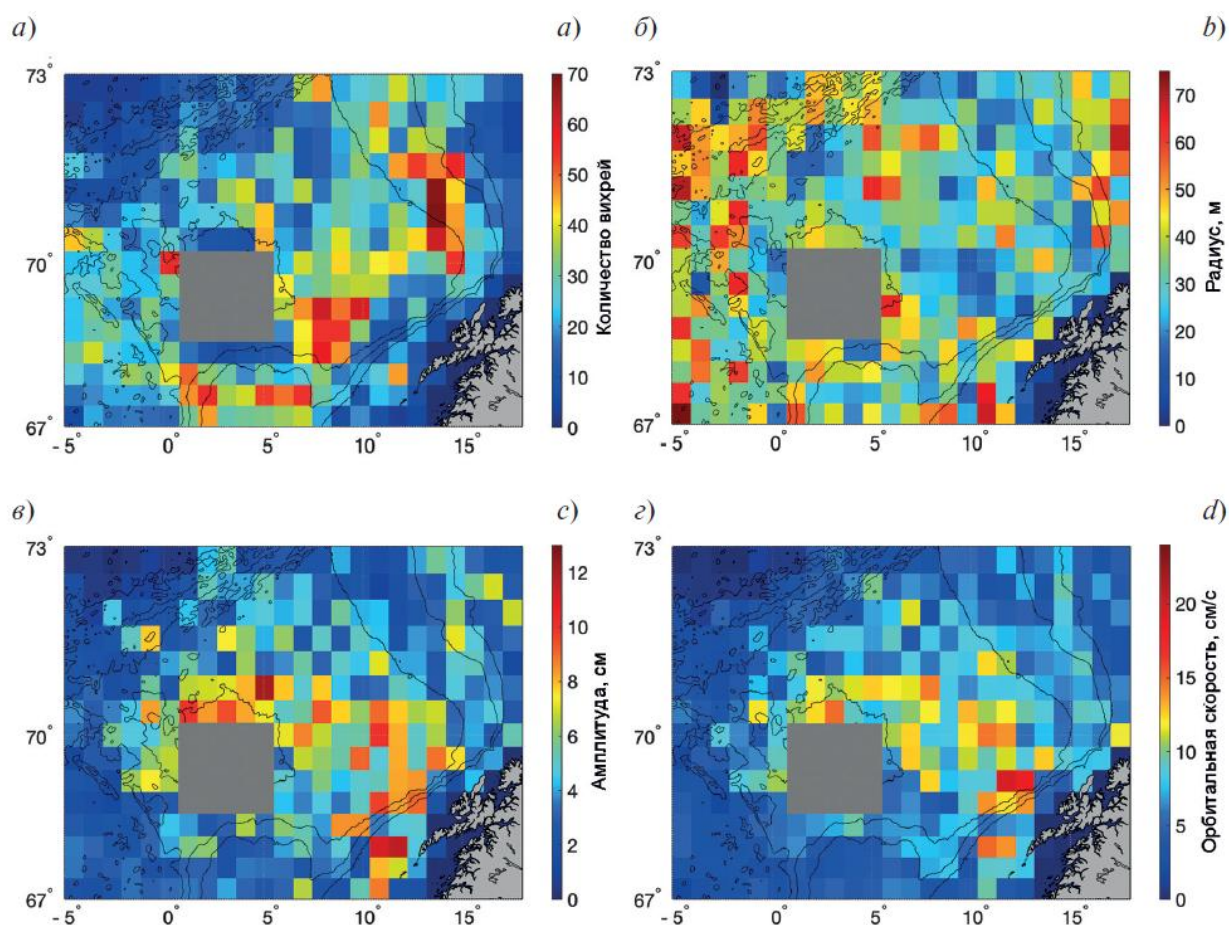 а) a) б) b)
73° 70° 67°
- 5° 0° 5° 10° 15°
70 60 50 40 30 20 10 0
Количество вихрей
73° 70° 67°
- 5° 0° 5° 10° 15°
70 60 50 40 30 20 10 0
Радиус, м
в) c) г) d)
73° 70° 67°
- 5° 0° 5° 10° 15°
12 10 8 6 4 2 0
Амплитуда, см
73° 70° 67°
- 5° 0° 5° 10° 15°
20 15 10 5 0
Орбитальная скорость, см/с